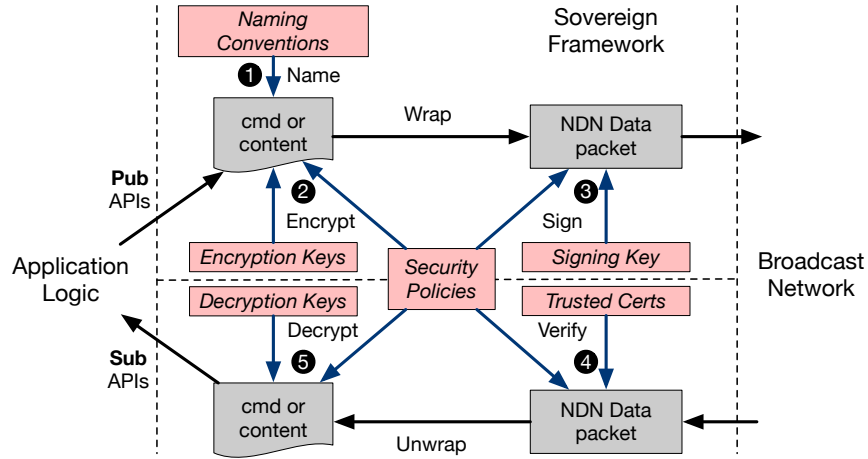 Naming
Conventions
Sovereign
Framework
1
Name
cmd or
content
Wrap
NDN Data
packet
Pub
APIs
2
Encrypt
3
Sign
Encryption Keys
Security
Policies
Signing Key
Application
Logic
Broadcast
Network
Decryption Keys
Trusted Certs
Decrypt
Verify
Sub
APIs
5
4
cmd or
content
Unwrap
NDN Data
packet